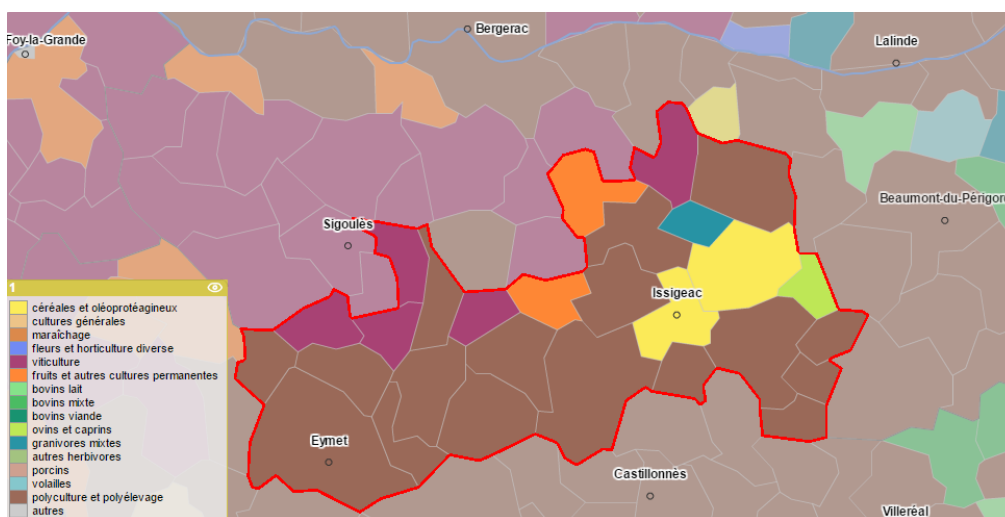 Foy-la-Grande
Bergerac
Lalinde
Beaumont-du-Périgord
Sigoulès
Issigeac
Eymet
Castillonnès
Villeréal
1
céréales et oléoprotéagineux
cultures générales
maraîchage
fleurs et horticulture diverse
viticulture
fruits et autres cultures permanentes
bovins lait
bovins mixte
bovins viande
ovins et caprins
granivores mixtes
autres herbivores
porcins
volailles
polyculture et polyélevage
autres